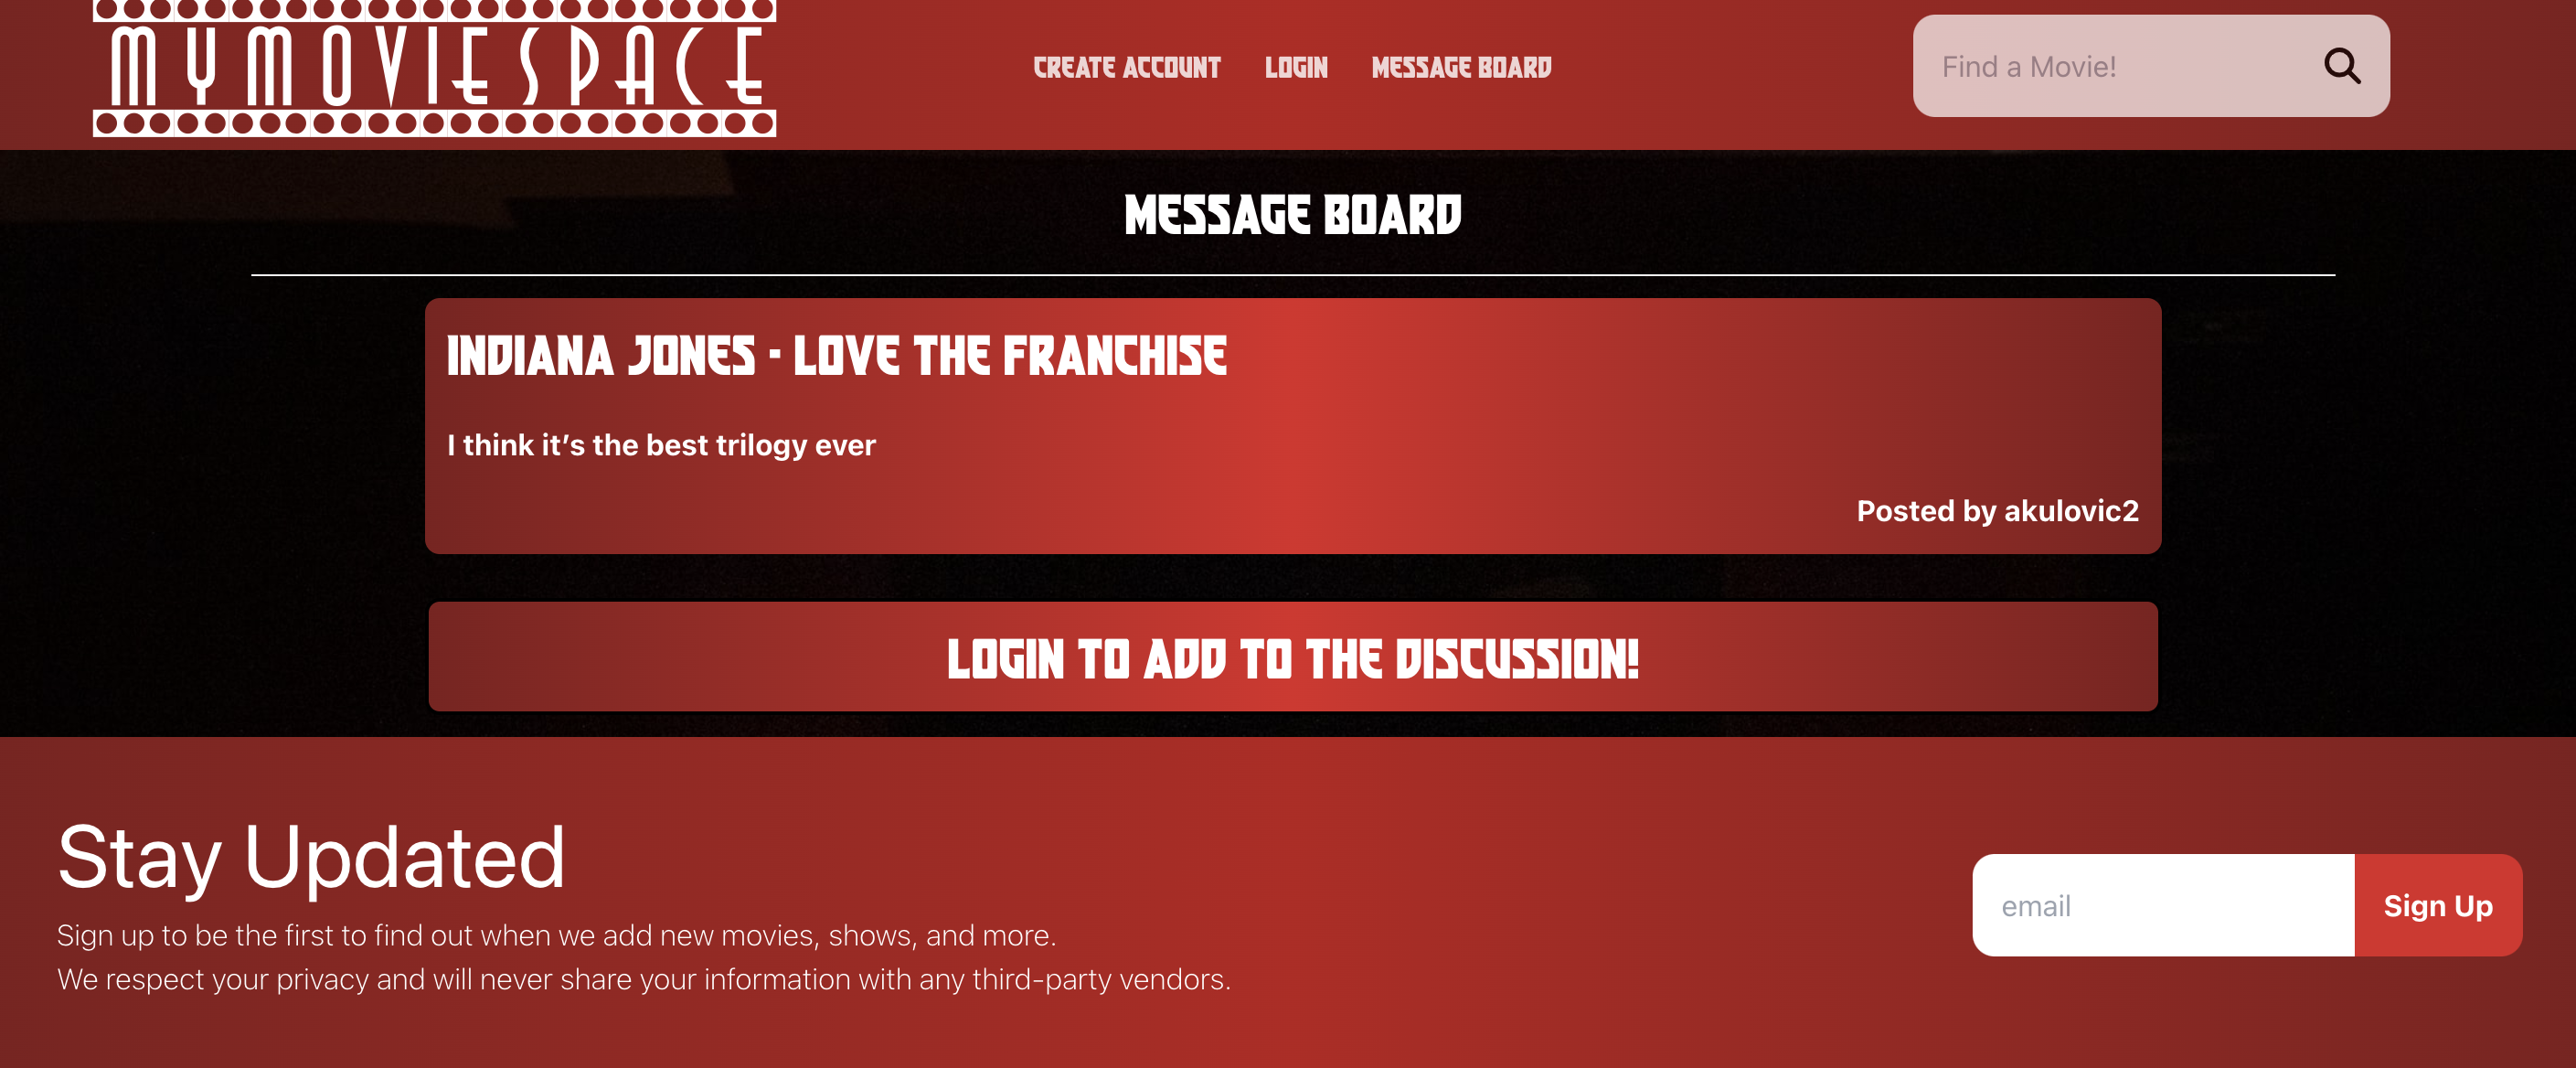 MYMOVIESPACE
CREATE ACCOUNT LOGIN MESSAGE BOARD
Find a Movie!
MESSAGE BOARD
INDIANA JONES - LOVE THE FRANCHISE
I think it’s the best trilogy ever
Posted by akulovic2
LOGIN TO ADD TO THE DISCUSSION!
Stay Updated
Sign up to be the first to find out when we add new movies, shows, and more.
We respect your privacy and will never share your information with any third-party vendors.
email
Sign Up